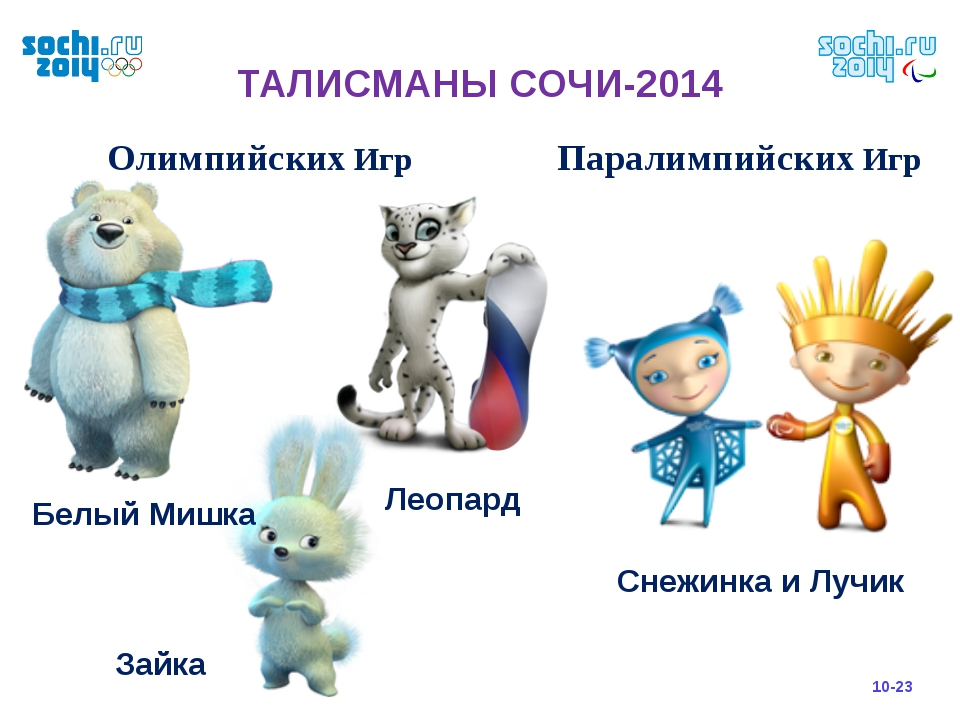 sochi.ru
2014
sochi.ru
2014
ТАЛИСМАНЫ СОЧИ-2014
Олимпийских Игр
Паралимпийских Игр
Белый Мишка
Леопард
Снежинка и Лучик
Зайка
10-23